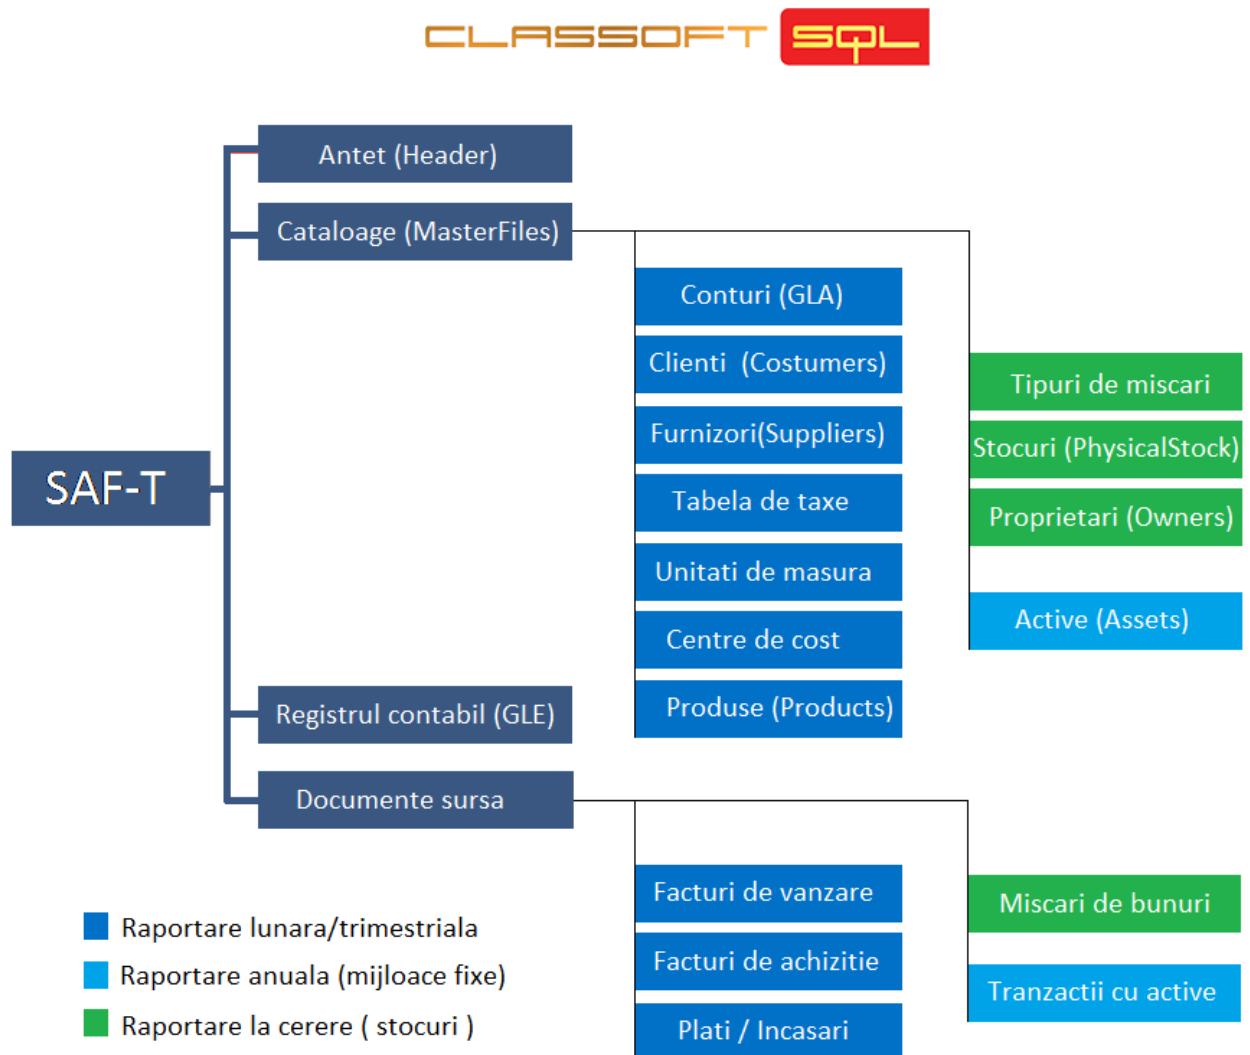 CLASSOFT SQL
Antet (Header)
Cataloage (MasterFiles)
Conturi (GLA)
Clienti (Costumers)
Furnizori(Suppliers)
Tabela de taxe
Unitati de masura
Centre de cost
Produse (Products)
Tipuri de miscari
Stocuri (PhysicalStock)
Proprietari (Owners)
Active (Assets)
SAF-T
Registrul contabil (GLE)
Documente sursa
Facturi de vanzare
Facturi de achizitie
Plati / Incasari
Miscari de bunuri
Tranzactii cu active
Raportare lunara/trimestriala
Raportare anuala (mijloace fixe)
Raportare la cerere ( stocuri )